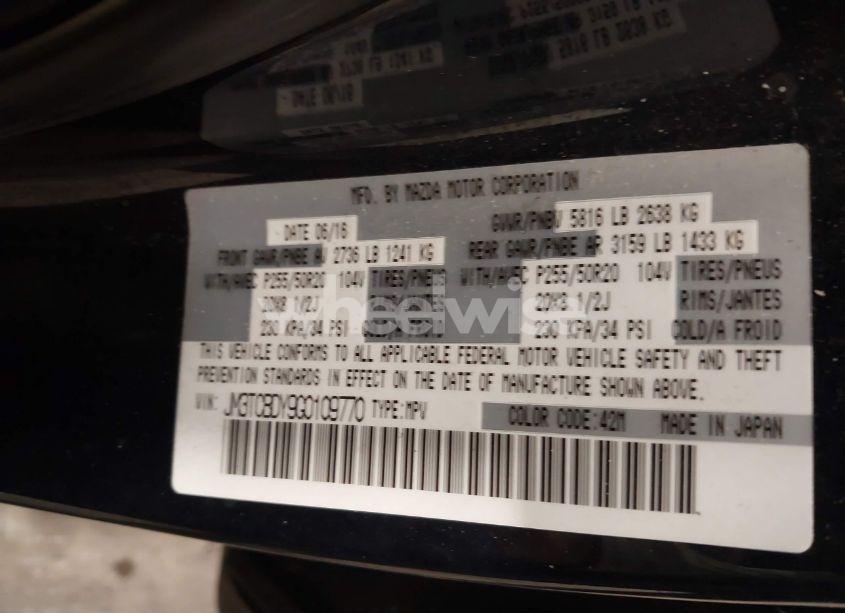 MFD. BY MAZDA MOTOR CORPORATION
DATE 06/16 GVWR/PNBV 5816 LB 2638 KG
FRONT GAWR/PNBE AV 2736 LB 1241 KG REAR GAWR/PNBE AR 3159 LB 1433 KG
WITH/AVEC P255/50R20 104V TIRES/PNEUS WITH/AVEC P255/50R20 104V TIRES/PNEUS
20X8 1/2J 20X8 1/2J RIMS/JANTES
230 KPA/34 PSI 230 KPA/34 PSI COLD/A FROID
wheelwise
THIS VEHICLE CONFORMS TO ALL APPLICABLE FEDERAL MOTOR VEHICLE SAFETY AND THEFT
PREVENTION STANDARDS IN EFFECT ON THE DATE OF MANUFACTURE SHOWN ABOVE.
VIN: JM3TCBDY9G0109770 TYPE:MPV COLOR CODE:42M MADE IN JAPAN